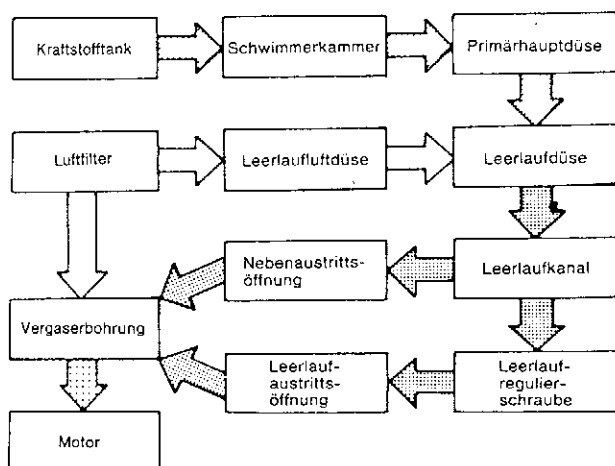 Kraftstofftank
Schwimmerkammer
Primärhauptdüse
Luftfilter
Leerlaufluftdüse
Leerlaufdüse
Nebenaustritts-
öffnung
Leerlaufkanal
Vergaserbohrung
Leerlauf-
austritts-
öffnung
Leerlauf-
regulier-
schraube
Motor